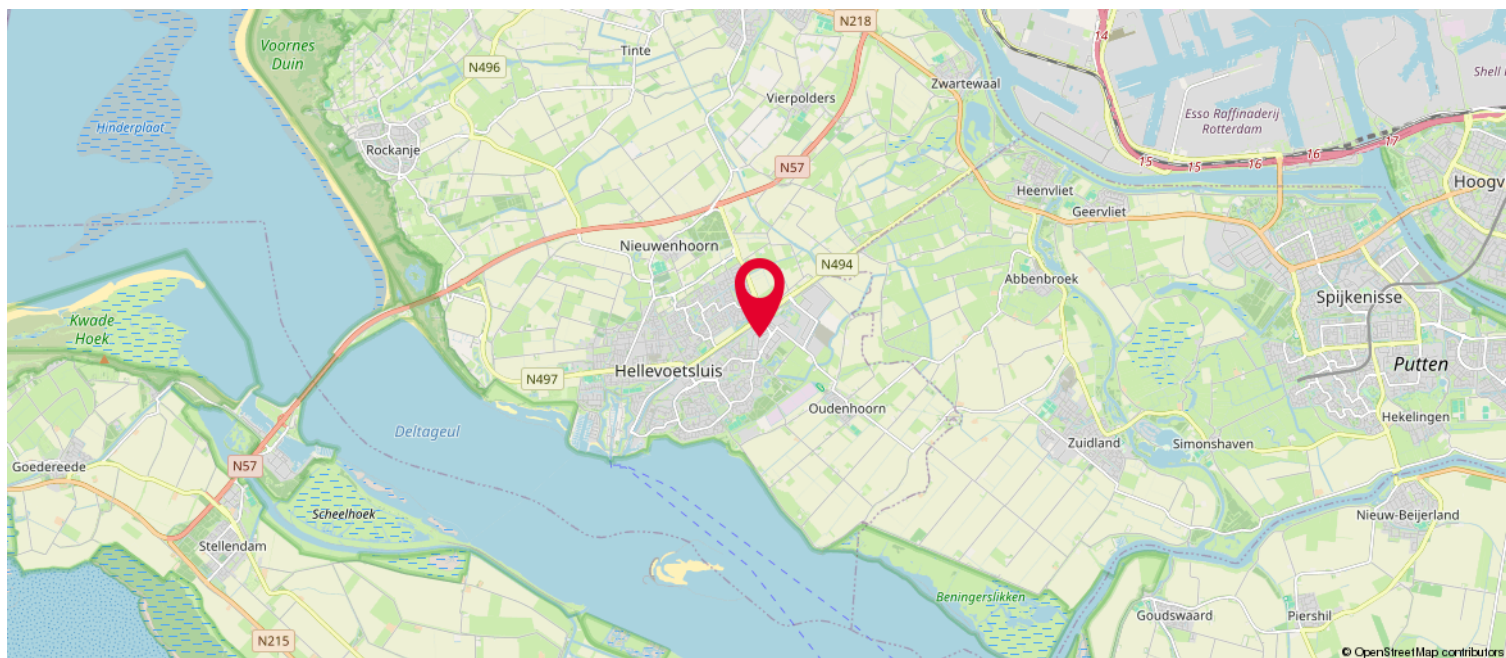 N218
Voornes
Duin
Tinte
N496
14
Shell
Zwartewaal
Vierpolders
Hinderplaat
Esso Raffinaderij
Rotterdam
Rockanje
17
16
16
15
15
N57
Hoogv
Heenvliet
Geervliet
Nieuwenhoorn
N494
Abbenbroek
Spijkenisse
Kwade
Hoek
Putten
Hellevoetsluis
N497
Oudenhoorn
Hekelingen
Deltageul
Zuidland
Simonshaven
Goedereede
N57
Scheelhoek
Nieuw-Beijerland
Stellendam
Beningerslikken
Goudswaard
Piershil
N215
© OpenStreetMap contributors